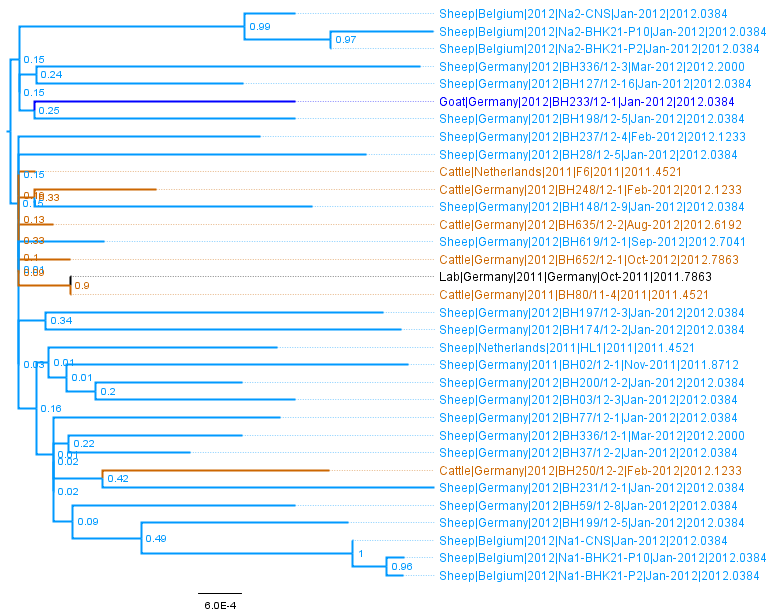 Sheep|Belgium|2012|Na2-CNS|Jan-2012|2012.0384
0.99
Sheep|Belgium|2012|Na2-BHK21-P10|Jan-2012|2012.0384
0.97
Sheep|Belgium|2012|Na2-BHK21-P2|Jan-2012|2012.0384
0.15
Sheep|Germany|2012|BH336/12-3|Mar-2012|2012.2000
0.24
Sheep|Germany|2012|BH127/12-16|Jan-2012|2012.0384
0.15
Goat|Germany|2012|BH233/12-1|Jan-2012|2012.0384
0.25
Sheep|Germany|2012|BH198/12-5|Jan-2012|2012.0384
Sheep|Germany|2012|BH237/12-4|Feb-2012|2012.1233
Sheep|Germany|2012|BH28/12-5|Jan-2012|2012.0384
0.15
Cattle|Netherlands|2011|F6|2011|2011.4521
Cattle|Germany|2012|BH248/12-1|Feb-2012|2012.1233
0.33
0.15
Sheep|Germany|2012|BH148/12-9|Jan-2012|2012.0384
0.13
Cattle|Germany|2012|BH635/12-2|Aug-2012|2012.6192
0.33
Sheep|Germany|2012|BH619/12-1|Sep-2012|2012.7041
0.1
Cattle|Germany|2012|BH652/12-1|Oct-2012|2012.7863
Lab|Germany|2011|Germany|Oct-2011|2011.7863
0.9
Cattle|Germany|2011|BH80/11-4|2011|2011.4521
Sheep|Germany|2012|BH197/12-3|Jan-2012|2012.0384
0.34
Sheep|Germany|2012|BH174/12-2|Jan-2012|2012.0384
Sheep|Netherlands|2011|HL1|2011|2011.4521
0.03
0.01
Sheep|Germany|2011|BH02/12-1|Nov-2011|2011.8712
0.01
Sheep|Germany|2012|BH200/12-2|Jan-2012|2012.0384
0.2
Sheep|Germany|2012|BH03/12-3|Jan-2012|2012.0384
0.16
Sheep|Germany|2012|BH77/12-1|Jan-2012|2012.0384
Sheep|Germany|2012|BH336/12-1|Mar-2012|2012.2000
0.22
Sheep|Germany|2012|BH37/12-2|Jan-2012|2012.0384
0.02
Cattle|Germany|2012|BH250/12-2|Feb-2012|2012.1233
0.42
Sheep|Germany|2012|BH231/12-1|Jan-2012|2012.0384
0.02
Sheep|Germany|2012|BH59/12-8|Jan-2012|2012.0384
0.09
Sheep|Germany|2012|BH199/12-5|Jan-2012|2012.0384
0.49
Sheep|Belgium|2012|Na1-CNS|Jan-2012|2012.0384
1
Sheep|Belgium|2012|Na1-BHK21-P10|Jan-2012|2012.0384
0.96
Sheep|Belgium|2012|Na1-BHK21-P2|Jan-2012|2012.0384
6.0E-4